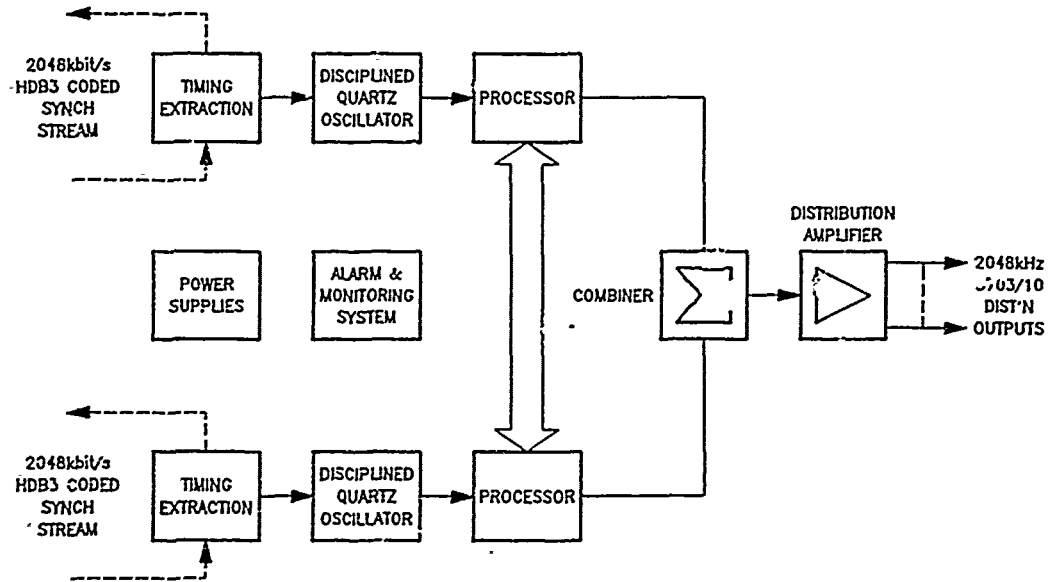 2048kbit/s
HDB3 CODED
SYNCH
STREAM
TIMING
EXTRACTION
DISCIPLINED
QUARTZ
OSCILLATOR
PROCESSOR
POWER
SUPPLIES
ALARM &
MONITORING
SYSTEM
COMBINER
Σ
DISTRIBUTION
AMPLIFIER
2048kHz
DIST'N
OUTPUTS
2048kbit/s
HDB3 CODED
SYNCH
STREAM
TIMING
EXTRACTION
DISCIPLINED
QUARTZ
OSCILLATOR
PROCESSOR